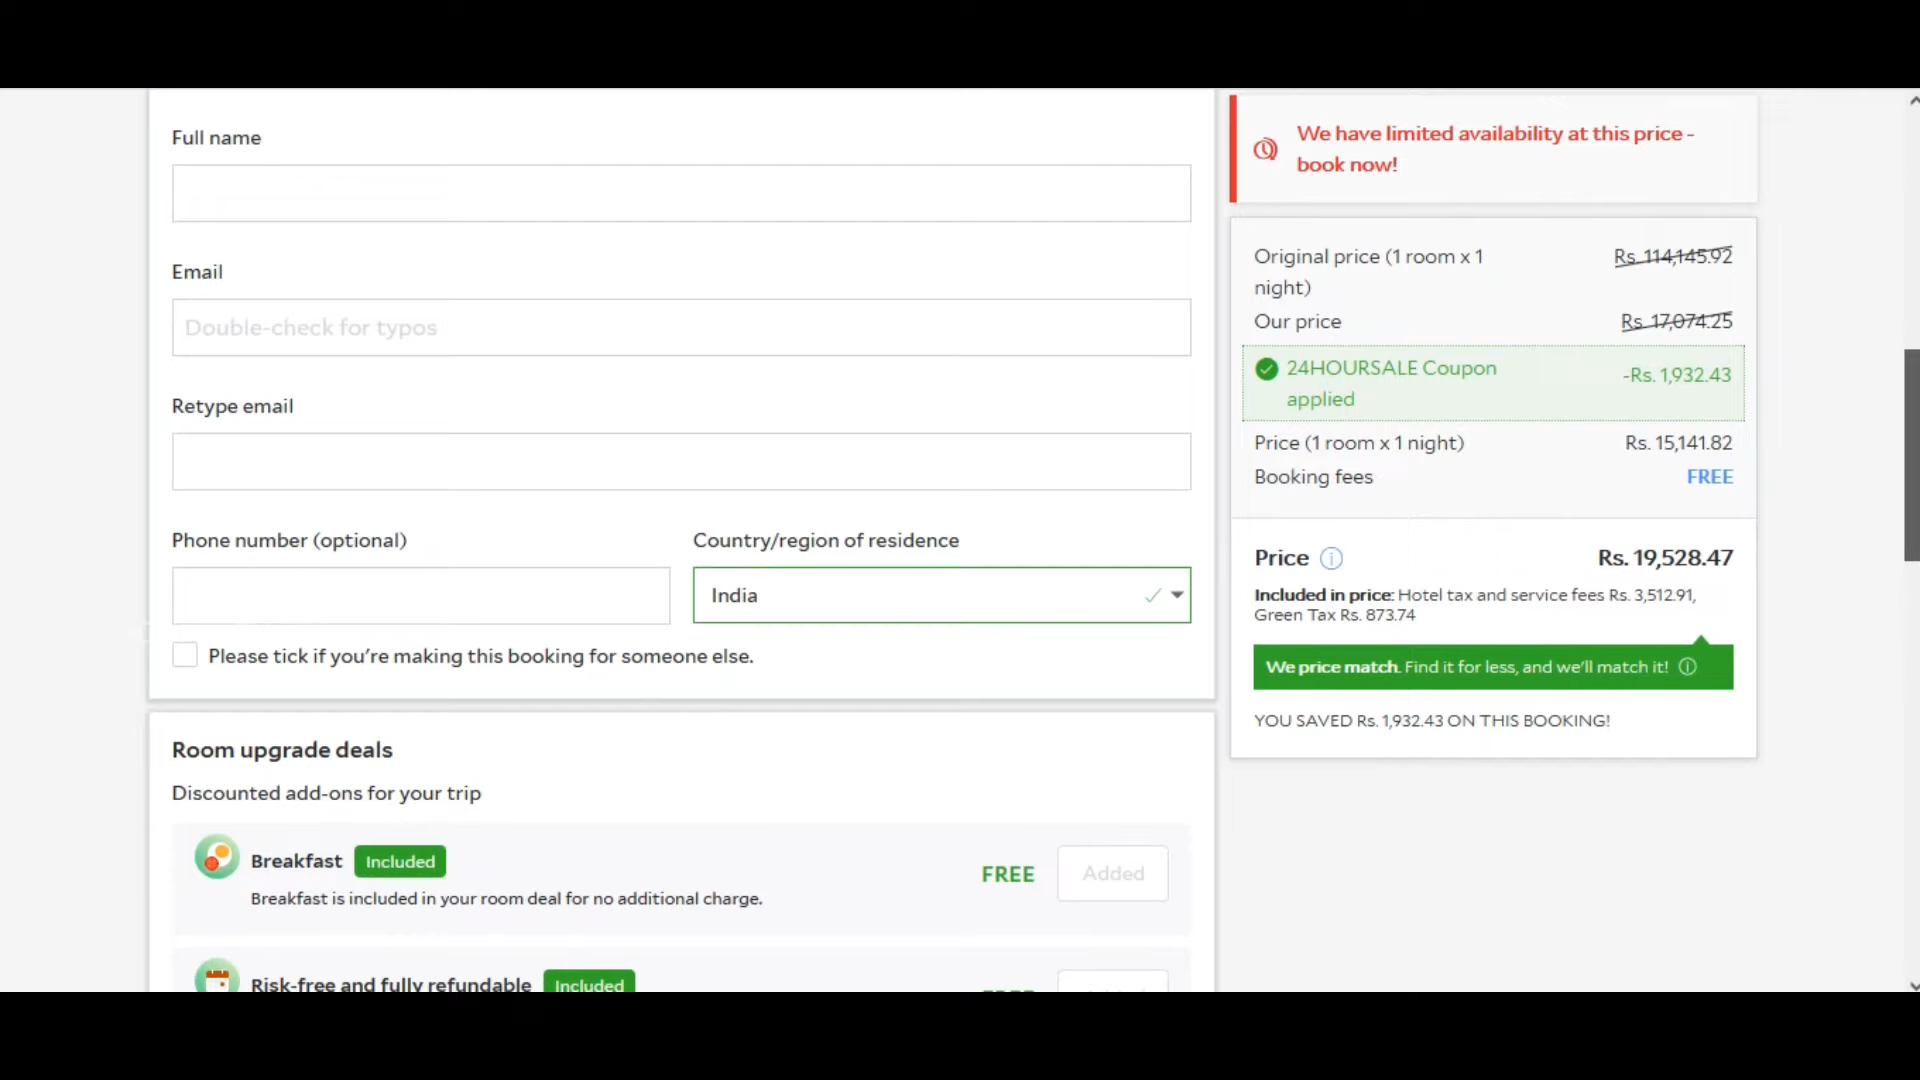 Full name
Email
Double-check for typos
Retype email
Phone number (optional)
Country/region of residence
India
Please tick if you're making this booking for someone else.
Room upgrade deals
Discounted add-ons for your trip
Breakfast Included
Breakfast is included in your room deal for no additional charge.
FREE
Added
Risk-free and fully refundable Included
We have limited availability at this price -
book now!
Original price (1 room x 1 Rs. 114,145.92
night)
Our price Rs. 17,074.25
24HOURSALE Coupon -Rs. 1,932.43
applied
Price (1 room x 1 night) Rs. 15,141.82
Booking fees FREE
Price Rs. 19,528.47
Included in price: Hotel tax and service fees Rs. 3,512.91,
Green Tax Rs. 873.74
We price match. Find it for less, and we'll match it!
YOU SAVED Rs. 1,932.43 ON THIS BOOKING!